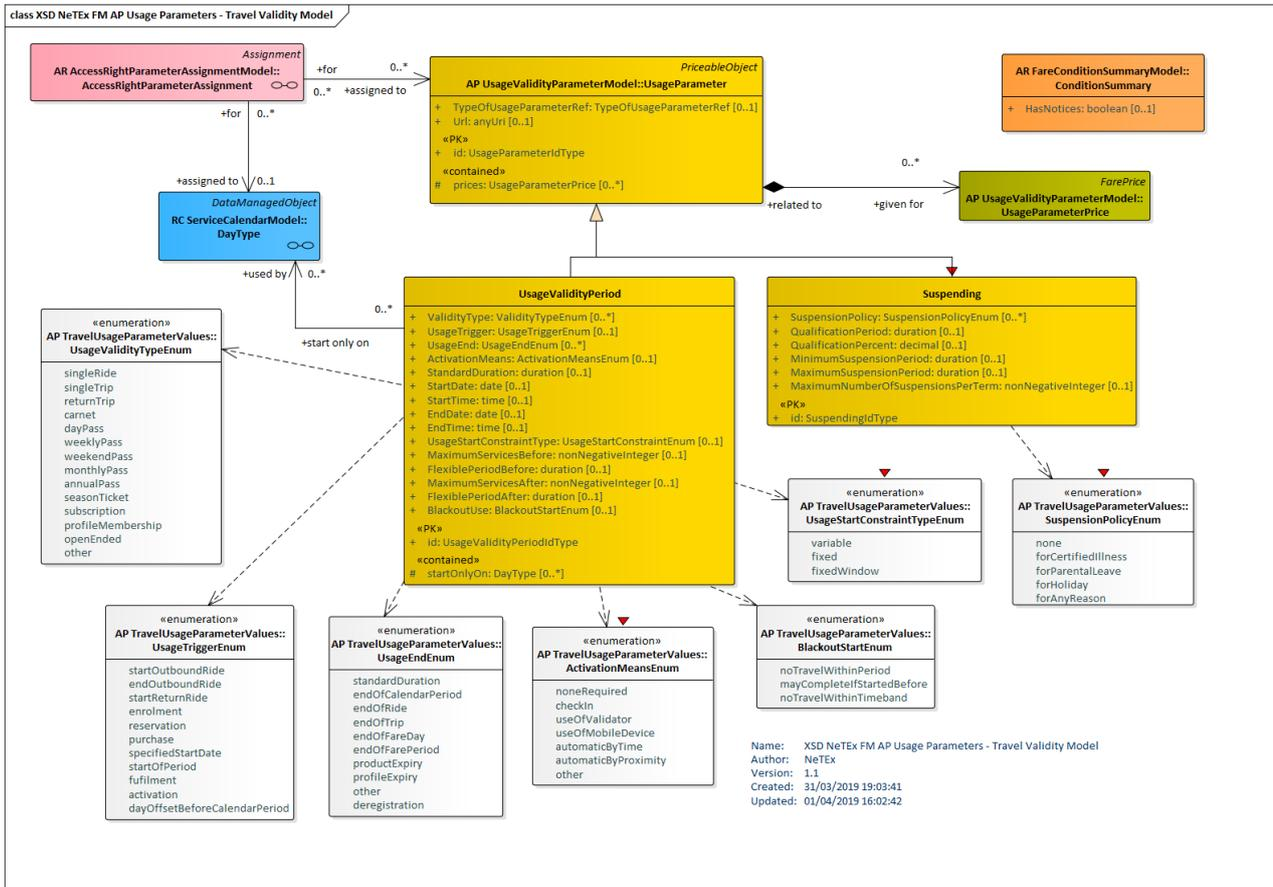 class XSD NeTEx FM AP Usage Parameters - Travel Validity Model
Assignment
AR AccessRightParameterAssignmentModel::
AccessRightParameterAssignment
+for
0..*
0..*
+assigned to
PriceableObject
AP UsageValidityParameterModel::UsageParameter
+ TypeOfUsageParameterRef: TypeOfUsageParameterRef [0..1]
+ Url: anyUri [0..1]
«PK»
+ id: UsageParameterIdType
«contained»
# prices: UsageParameterPrice [0..*]
AR FareConditionSummaryModel::
ConditionSummary
+ HasNotices: boolean [0..1]
+for
0..*
+assigned to
0..1
DataManagedObject
RC ServiceCalendarModel::
DayType
0..*
+related to
+given for
FarePrice
AP UsageValidityParameterModel::
UsageParameterPrice
+used by
0..*
0..*
+start only on
UsageValidityPeriod
+ ValidityType: ValidityTypeEnum [0..*]
+ UsageTrigger: UsageTriggerEnum [0..1]
+ UsageEnd: UsageEndEnum [0..*]
+ ActivationMeans: ActivationMeansEnum [0..1]
+ StandardDuration: duration [0..1]
+ StartDate: date [0..1]
+ StartTime: time [0..1]
+ EndDate: date [0..1]
+ EndTime: time [0..1]
+ UsageStartConstraintType: UsageStartConstraintEnum [0..1]
+ MaximumServicesBefore: nonNegativeInteger [0..1]
+ FlexiblePeriodBefore: duration [0..1]
+ MaximumServicesAfter: nonNegativeInteger [0..1]
+ FlexiblePeriodAfter: duration [0..1]
+ BlackoutUse: BlackoutStartEnum [0..1]
«PK»
+ id: UsageValidityPeriodIdType
«contained»
# startOnlyOn: DayType [0..*]
Suspending
+ SuspensionPolicy: SuspensionPolicyEnum [0..*]
+ QualificationPeriod: duration [0..1]
+ QualificationPercent: decimal [0..1]
+ MinimumSuspensionPeriod: duration [0..1]
+ MaximumSuspensionPeriod: duration [0..1]
+ MaximumNumberOfSuspensionsPerTerm: nonNegativeInteger [0..1]
«PK»
+ id: SuspendingIdType
«enumeration»
AP TravelUsageParameterValues::
UsageValidityTypeEnum
singleRide
singleTrip
returnTrip
carnet
dayPass
weeklyPass
weekendPass
monthlyPass
annualPass
seasonTicket
subscription
profileMembership
openEnded
other
«enumeration»
AP TravelUsageParameterValues::
UsageStartConstraintTypeEnum
variable
fixed
fixedWindow
«enumeration»
AP TravelUsageParameterValues::
SuspensionPolicyEnum
none
forCertifiedIllness
forParentalLeave
forHoliday
forAnyReason
«enumeration»
AP TravelUsageParameterValues::
UsageTriggerEnum
startOutboundRide
endOutboundRide
startReturnRide
enrolment
reservation
purchase
specifiedStartDate
startOfPeriod
fufilment
activation
dayOffsetBeforeCalendarPeriod
«enumeration»
AP TravelUsageParameterValues::
UsageEndEnum
standardDuration
endOfCalendarPeriod
endOfRide
endOfTrip
endOfFareDay
endOfFarePeriod
productExpiry
profileExpiry
other
deregistration
«enumeration»
AP TravelUsageParameterValues::
ActivationMeansEnum
noneRequired
checkIn
useOfValidator
useOfMobileDevice
automaticByTime
automaticByProximity
other
«enumeration»
AP TravelUsageParameterValues::
BlackoutStartEnum
noTravelWithinPeriod
mayCompleteIfStartedBefore
noTravelWithinTimeband
Name: XSD NeTEx FM AP Usage Parameters - Travel Validity Model
Author: NeTEx
Version: 1.1
Created: 31/03/2019 19:03:41
Updated: 01/04/2019 16:02:42